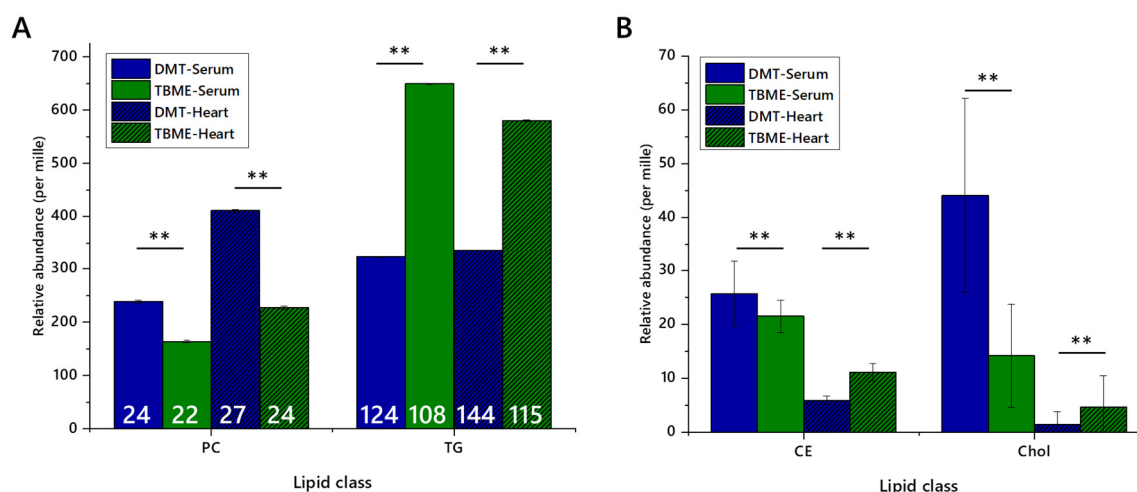 A
Relative abundance (per mille)
700
600
500
400
300
200
100
0
DMT-Serum
TBME-Serum
DMT-Heart
TBME-Heart
**
**
**
**
24 22 27 24 124 108 144 115
PC TG
Lipid class
B
Relative abundance (per mille)
70
60
50
40
30
20
10
0
DMT-Serum
TBME-Serum
DMT-Heart
TBME-Heart
**
**
**
**
CE Chol
Lipid class